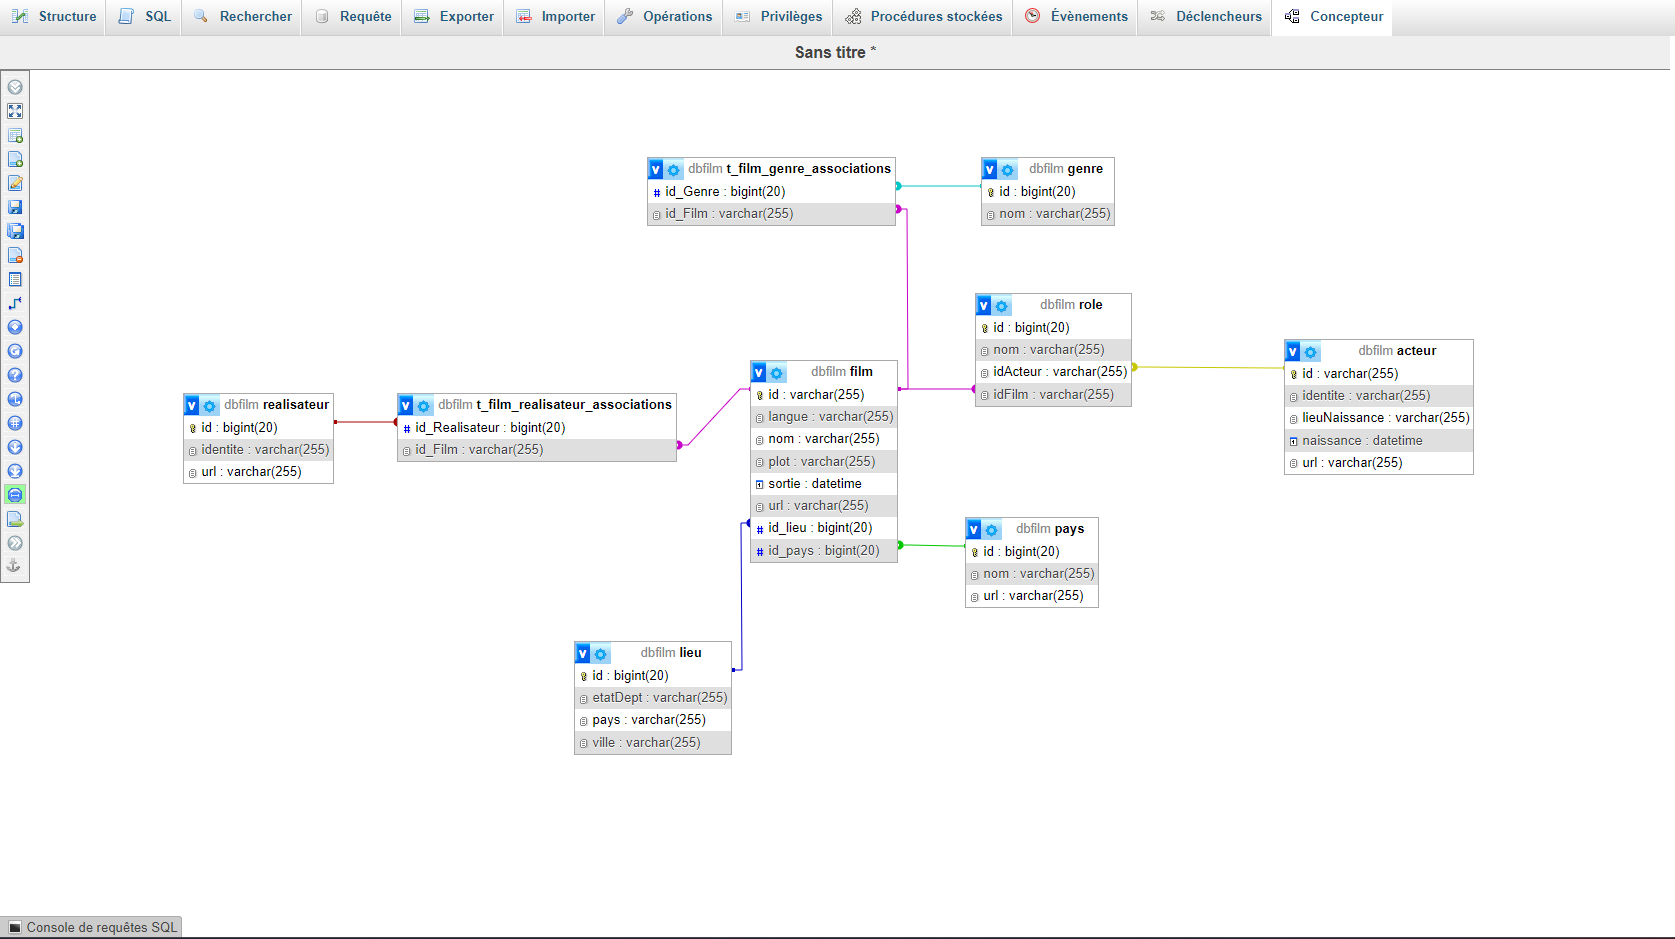 Structure SQL Rechercher Requête Exporter Importer Opérations Privilèges Procédures stockées Évènements Déclencheurs Concepteur
Sans titre *
dbfilm t_film_genre_associations
id_Genre : bigint(20)
id_Film : varchar(255)
dbfilm genre
id : bigint(20)
nom : varchar(255)
dbfilm role
id : bigint(20)
nom : varchar(255)
idActeur : varchar(255)
idFilm : varchar(255)
dbfilm acteur
id : varchar(255)
identite : varchar(255)
lieuNaissance : varchar(255)
naissance : datetime
url : varchar(255)
dbfilm film
id : varchar(255)
langue : varchar(255)
nom : varchar(255)
plot : varchar(255)
sortie : datetime
url : varchar(255)
# id_lieu : bigint(20)
# id_pays : bigint(20)
dbfilm realisateur
id : bigint(20)
identite : varchar(255)
url : varchar(255)
dbfilm t_film_realisateur_associations
# id_Realisateur : bigint(20)
id_Film : varchar(255)
dbfilm pays
id : bigint(20)
nom : varchar(255)
url : varchar(255)
dbfilm lieu
id : bigint(20)
etatDept : varchar(255)
pays : varchar(255)
ville : varchar(255)
Console de requêtes SQL